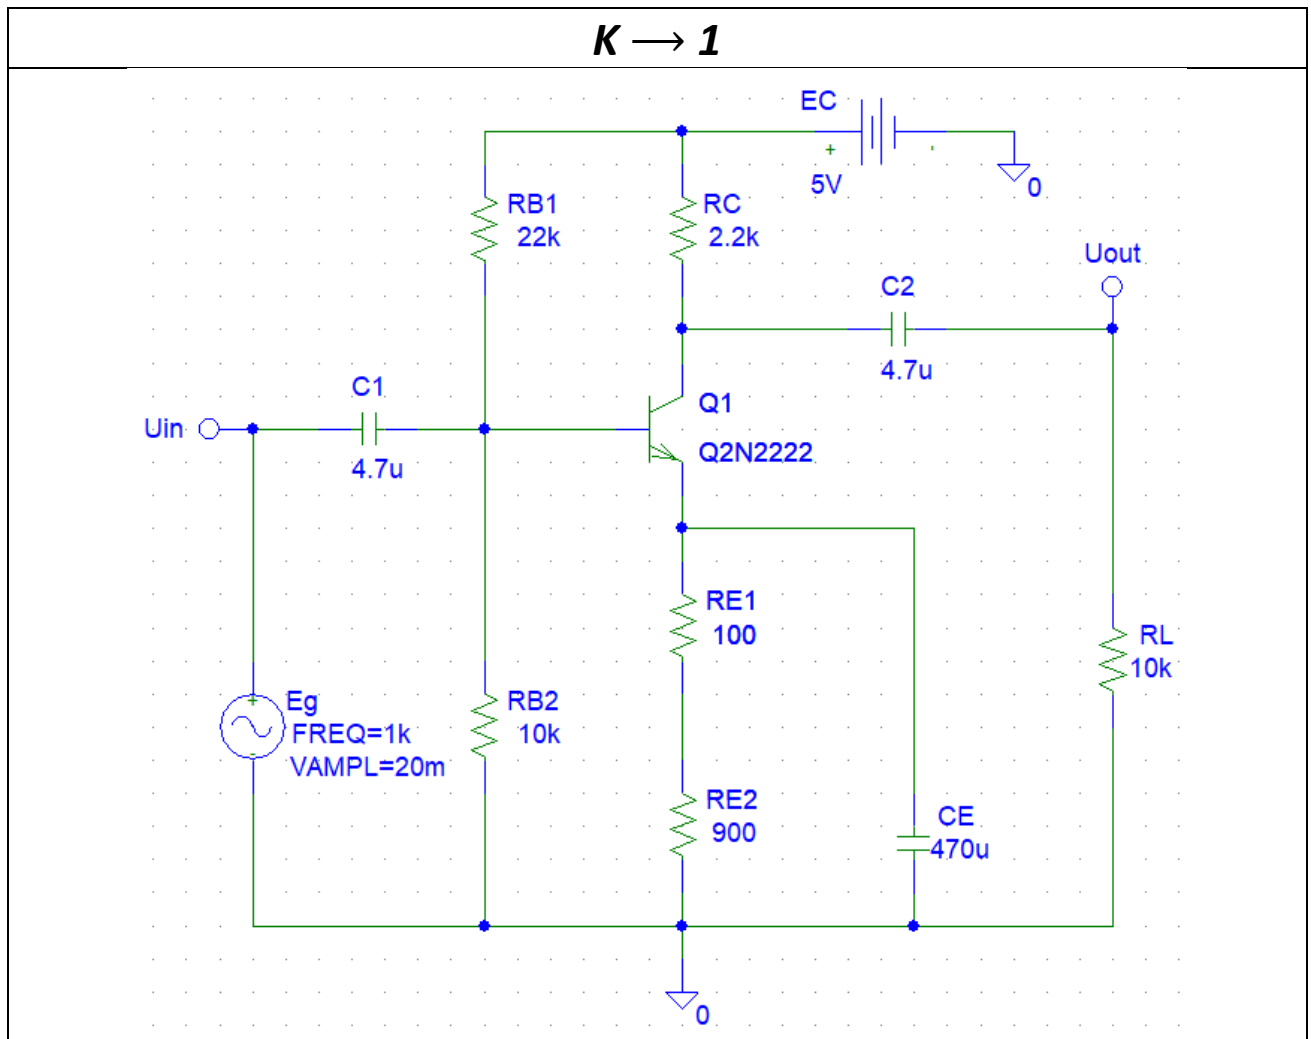 K ⟶ 1
EC
+
-
5V
0
RB1
22k
RC
2.2k
Uout
C2
4.7u
C1
Uin
4.7u
Q1
Q2N2222
RE1
100
RL
10k
+
-
Eg
FREQ=1k
VAMPL=20m
RB2
10k
RE2
900
CE
470u
0